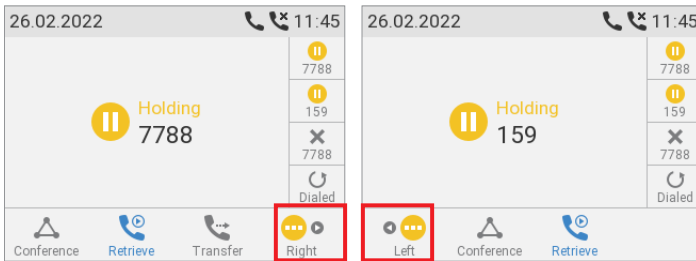 26.02.2022 11:45
Holding
7788
7788
159
7788
Dialed
Conference Retrieve Transfer Right
26.02.2022 11:45
Holding
159
7788
159
7788
Dialed
Left Conference Retrieve